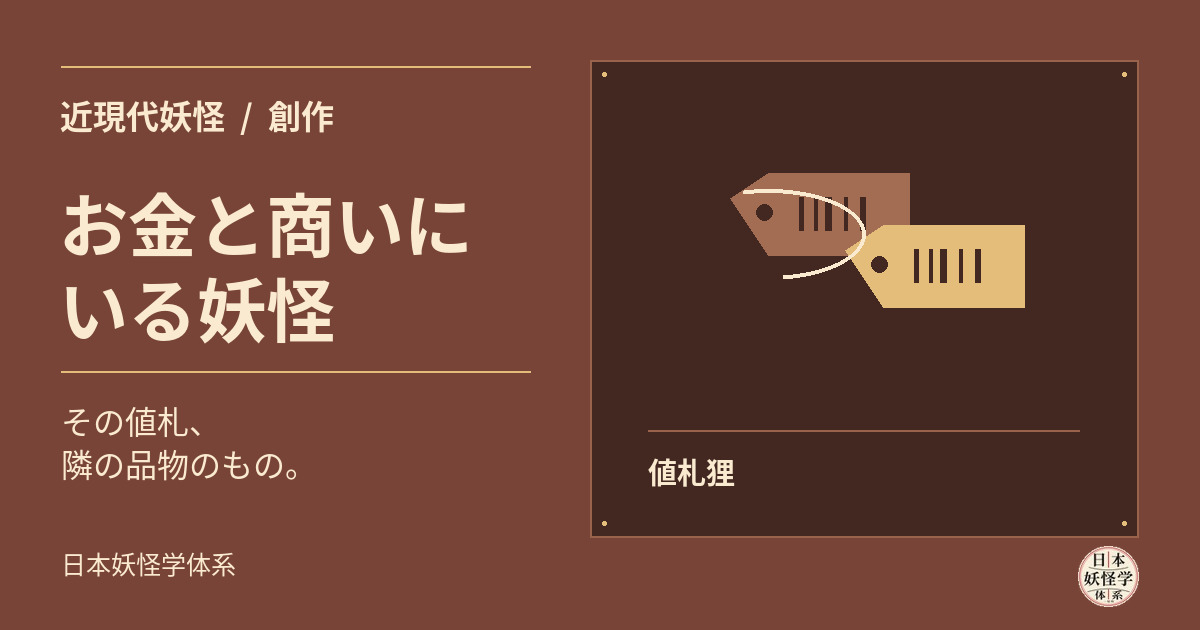 近現代妖怪 / 創作
お金と商いに
いる妖怪
その値札、
隣の品物のもの。
日本妖怪学体系
値札狸
日本
妖怪学
体系